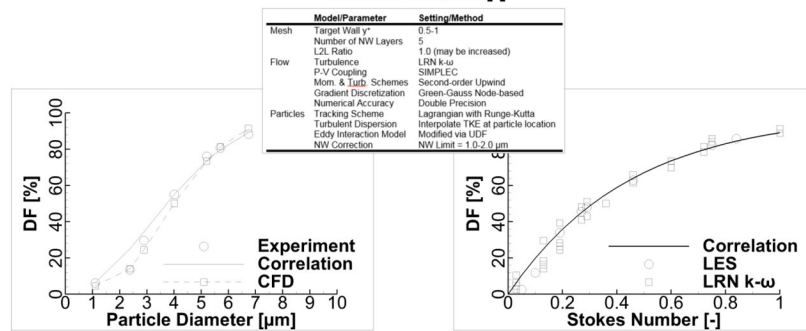 Model/Parameter Setting/Method
Mesh Target Wall y+ 0.5-1
Number of NW Layers 5
L2L Ratio 1.0 (may be increased)
Flow Turbulence LRN k-ω
P-V Coupling SIMPLEC
Mom. & Turb. Schemes Second-order Upwind
Gradient Discretization Green-Gauss Node-based
Numerical Accuracy Double Precision
Particles Tracking Scheme Lagrangian with Runge-Kutta
Turbulent Dispersion Interpolate TKE at particle location
Eddy Interaction Model Modified via UDF
NW Correction NW Limit = 1.0-2.0 μm
100
80
60
40
20
0
DF [%]
Experiment
Correlation
CFD
0 1 2 3 4 5 6 7 8 9 10
Particle Diameter [μm]
80
60
40
20
0
DF [%]
Correlation
LES
LRN k-ω
0 0.2 0.4 0.6 0.8 1
Stokes Number [-]